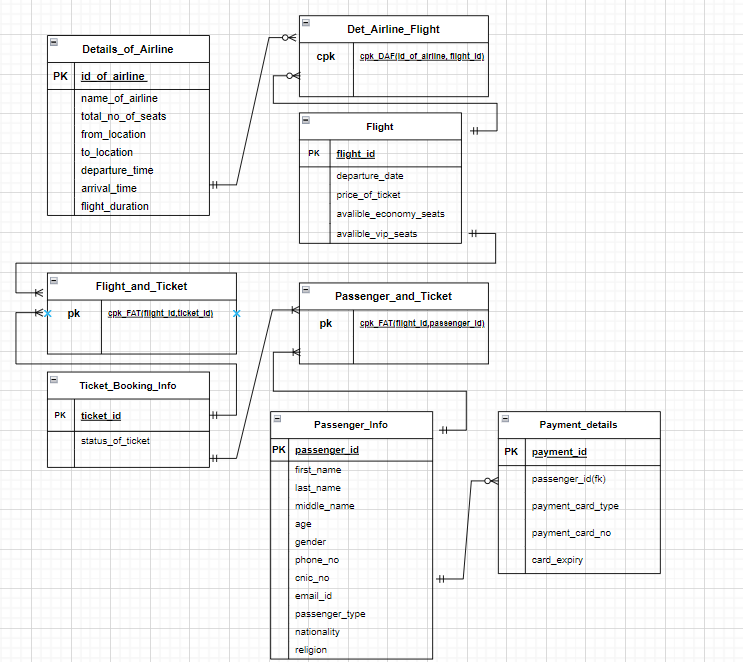 Details_of_Airline
PK id_of_airline
name_of_airline
total_no_of_seats
from_location
to_location
departure_time
arrival_time
flight_duration
Det_Airline_Flight
cpk cpk_DAF(id_of_airline, flight_id)
Flight
PK flight_id
departure_date
price_of_ticket
avalible_economy_seats
avalible_vip_seats
Flight_and_Ticket
pk cpk_FAT(flight_id,ticket_id)
Passenger_and_Ticket
pk cpk_FAT(flight_id,passenger_id)
Ticket_Booking_Info
PK ticket_id
status_of_ticket
Passenger_Info
PK passenger_id
first_name
last_name
middle_name
age
gender
phone_no
cnic_no
email_id
passenger_type
nationality
religion
Payment_details
PK payment_id
passenger_id(fk)
payment_card_type
payment_card_no
card_expiry